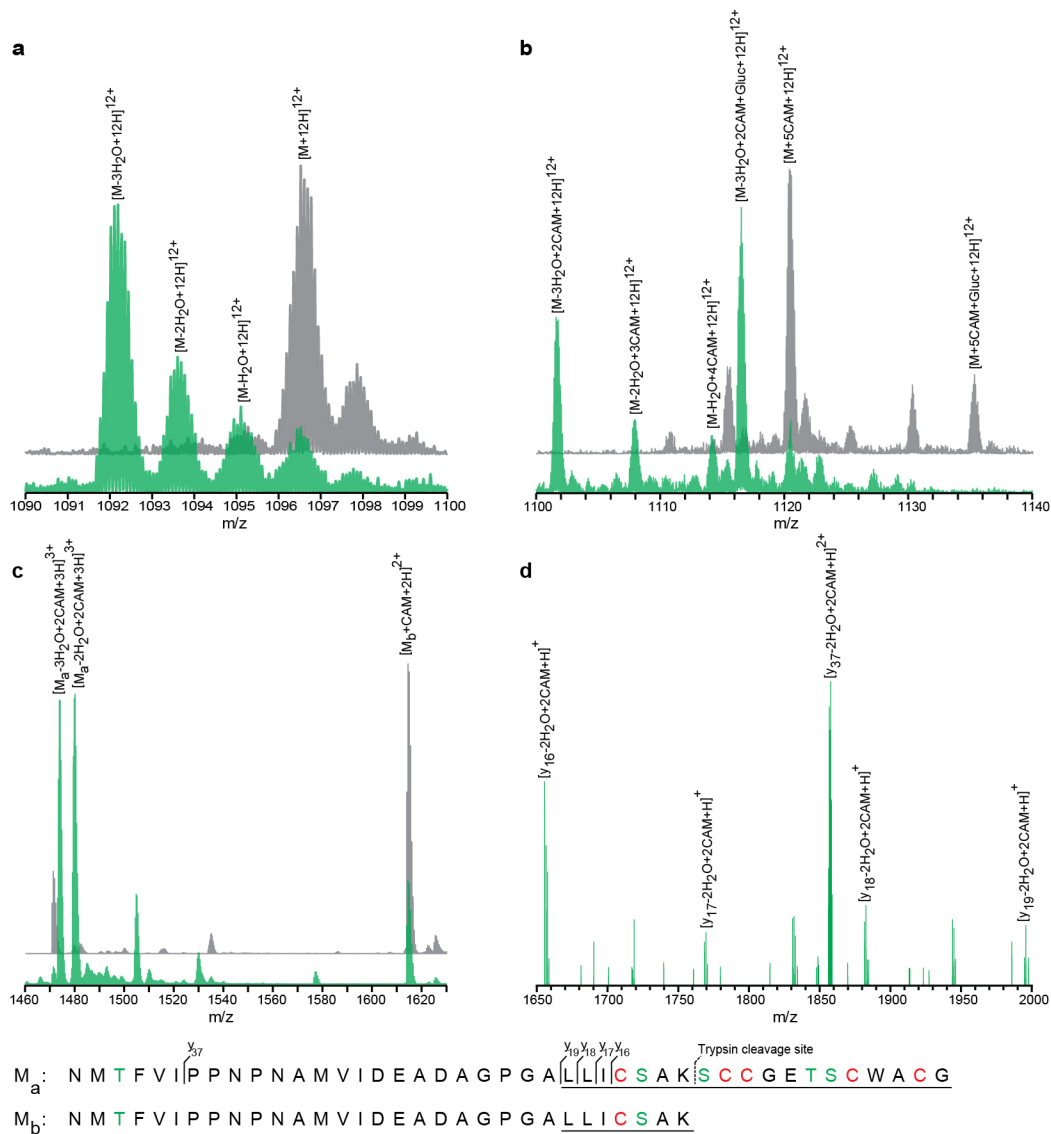 a
[M-3H₂O+12H]¹²⁺
[M-2H₂O+12H]¹²⁺
[M-H₂O+12H]¹²⁺
[M+12H]¹²⁺
1090 1091 1092 1093 1094 1095 1096 1097 1098 1099 1100
m/z
b
[M-3H₂O+2CAM+12H]¹²⁺
[M-2H₂O+3CAM+12H]¹²⁺
[M-H₂O+4CAM+12H]¹²⁺
[M-3H₂O+2CAM+Gluc+12H]¹²⁺
[M+5CAM+12H]¹²⁺
[M+5CAM+Gluc+12H]¹²⁺
1100 1110 1120 1130 1140
m/z
c
[Mₐ-3H₂O+2CAM+3H]³⁺
[Mₐ-2H₂O+2CAM+3H]³⁺
[M_b+CAM+2H]²⁺
1460 1480 1500 1520 1540 1560 1580 1600 1620
m/z
d
[y₁₆-2H₂O+2CAM+H]⁺
[y₁₇-2H₂O+2CAM+H]⁺
[y₃₇-2H₂O+2CAM+H]²⁺
[y₁₈-2H₂O+2CAM+H]⁺
[y₁₉-2H₂O+2CAM+H]⁺
1650 1700 1750 1800 1850 1900 1950 2000
m/z
y₃₇ y₁₉ y₁₈ y₁₇ y₁₆ Trypsin cleavage site
Mₐ: N M T F V I P P N P N A M V I D E A D A G P G A L L I C S A K S C C G E T S C W A C G
M_b: N M T F V I P P N P N A M V I D E A D A G P G A L L I C S A K